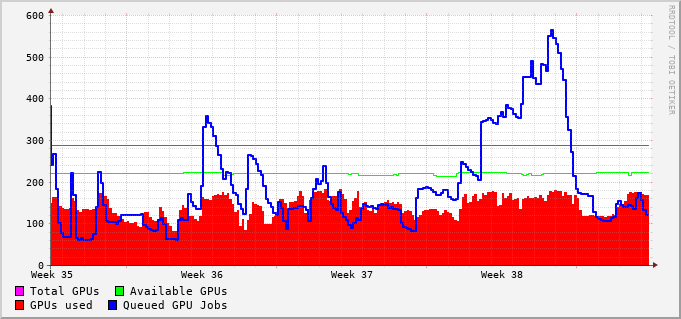 600
500
400
300
200
100
0
Week 35 Week 36 Week 37 Week 38
Total GPUs Available GPUs
GPUs used Queued GPU Jobs
RRDTOOL / TOBI OETIKER